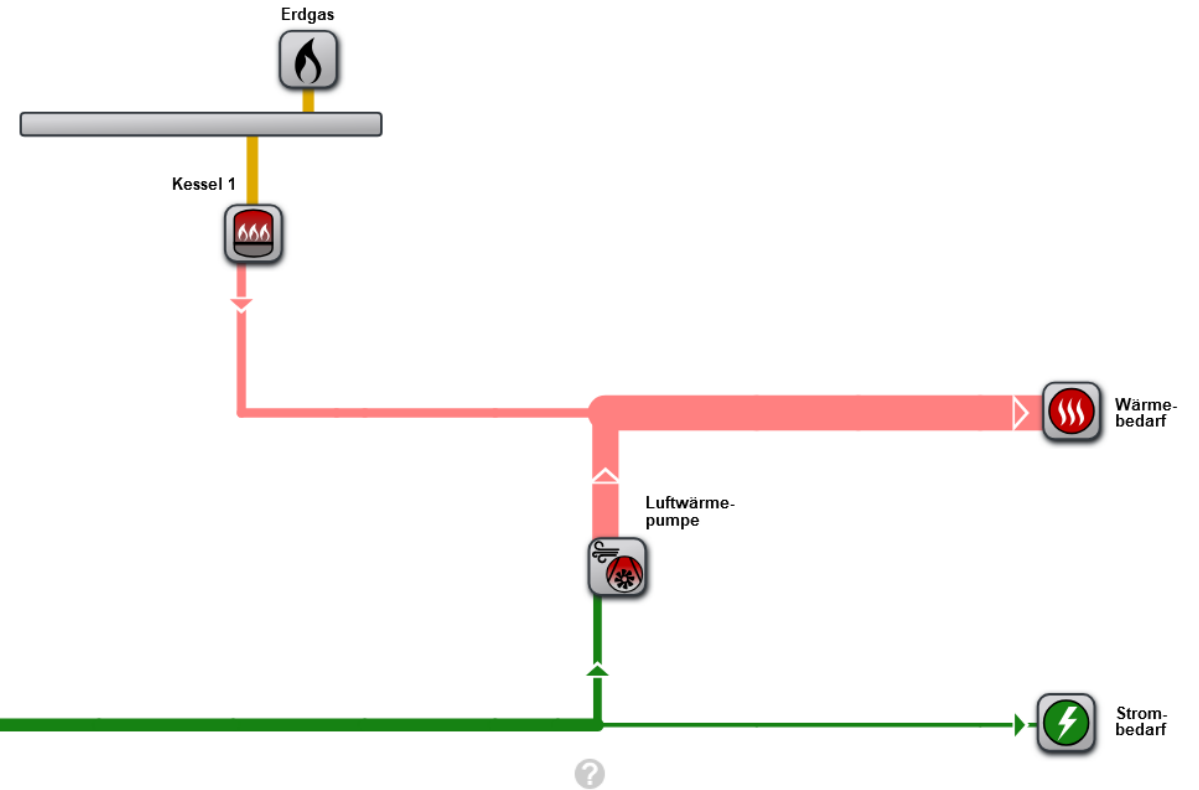 Erdgas
Kessel 1
Wärme-
bedarf
Luftwärme-
pumpe
Strom-
bedarf
?